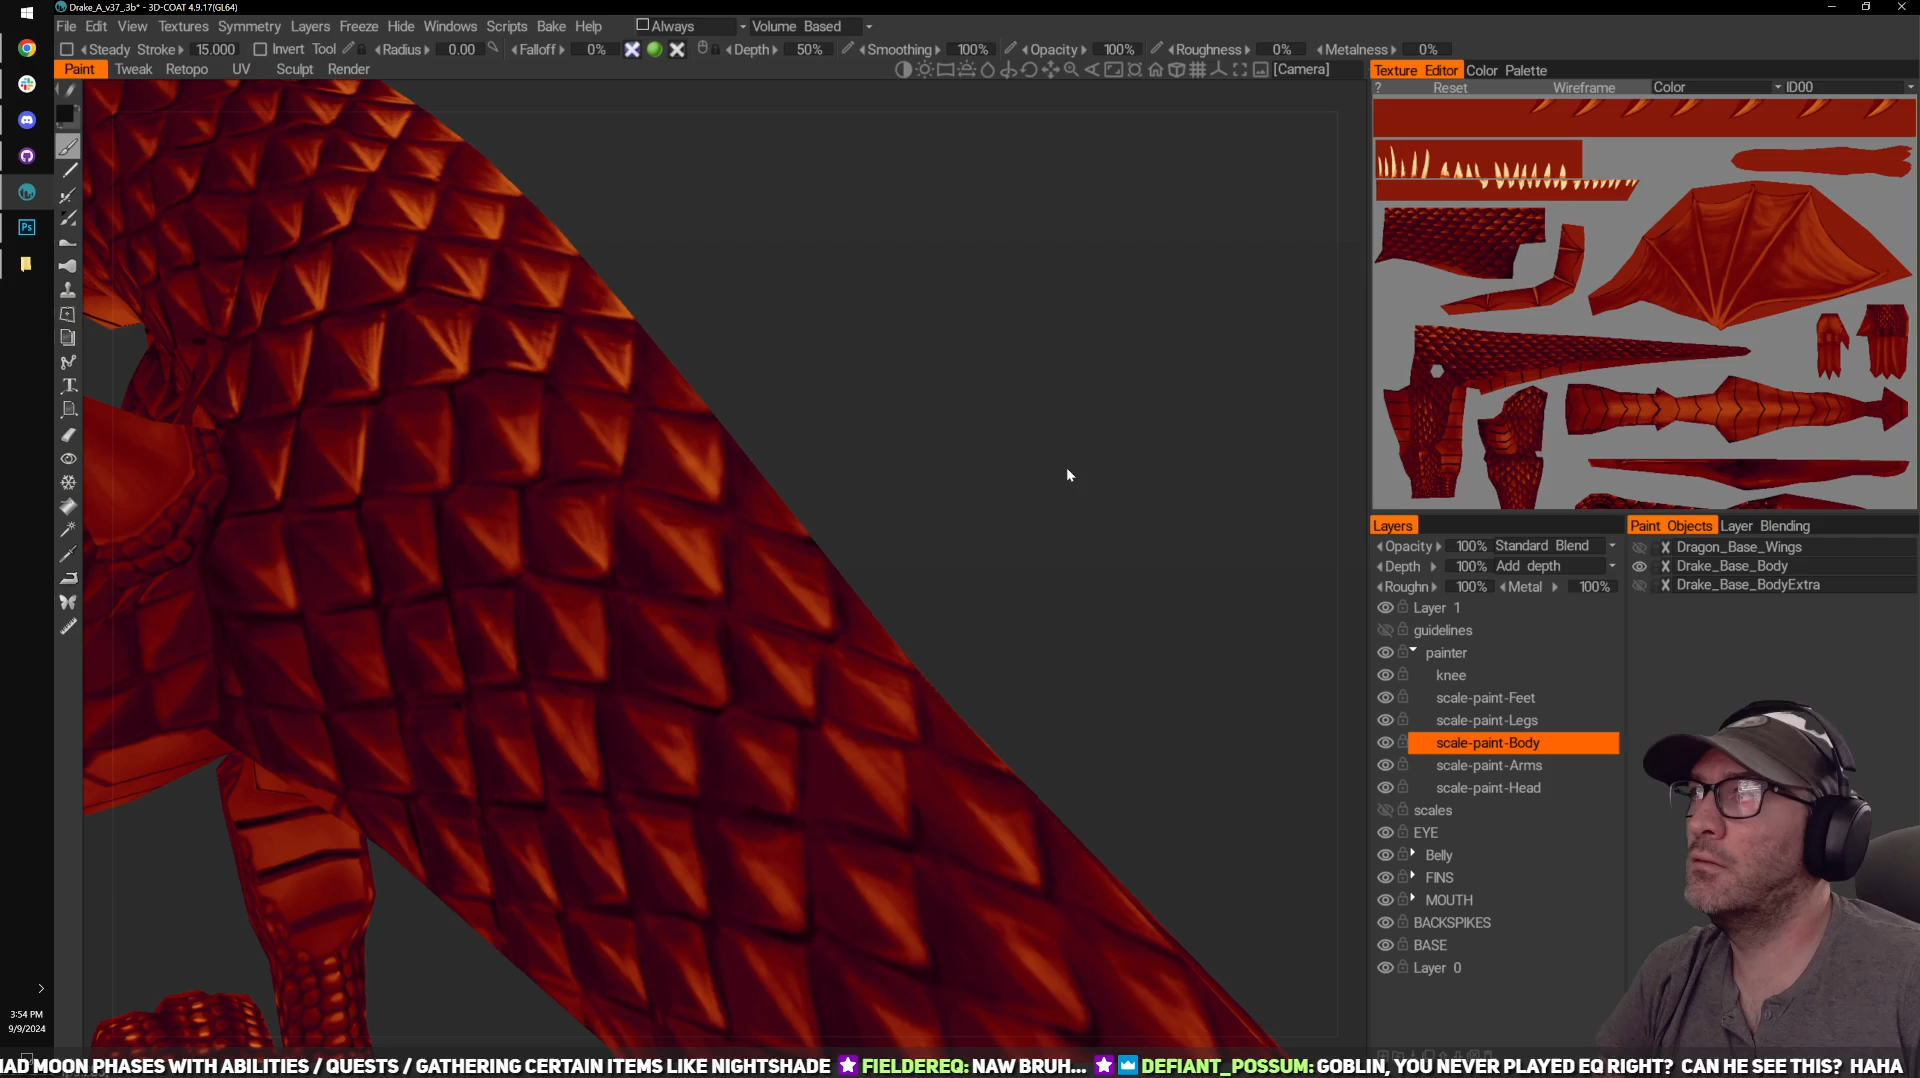 Drake_A_v37_.3b* - 3D-COAT 4.9.17(GL64)
File Edit View Textures Symmetry Layers Freeze Hide Windows Scripts Bake Help Always Volume Based
Steady Stroke 15.000 Invert Tool Radius 0.00 Falloff 0% Depth 50% Smoothing 100% Opacity 100% Roughness 0% Metalness 0%
Paint Tweak Retopo UV Sculpt Render [Camera]
Texture Editor Color Palette
? Reset Wireframe Color ID00
Ps
Layers
Opacity 100% Standard Blend
Depth 100% Add depth
Roughn 100% Metal 100%
Layer 1
guidelines
painter
knee
scale-paint-Feet
scale-paint-Legs
scale-paint-Body
scale-paint-Arms
scale-paint-Head
scales
EYE
Belly
FINS
MOUTH
BACKSPIKES
BASE
Layer 0
Paint Objects Layer Blending
Dragon_Base_Wings
Drake_Base_Body
Drake_Base_BodyExtra
3:54 PM
9/9/2024
MOON PHASES WITH ABILITIES / QUESTS / GATHERING CERTAIN ITEMS LIKE NIGHTSHADE FIELDEREQ: NAW BRUH... DEFIANT_POSSUM: GOBLIN, YOU NEVER PLAYED EQ RIGHT? CAN HE SEE THIS? HAHA